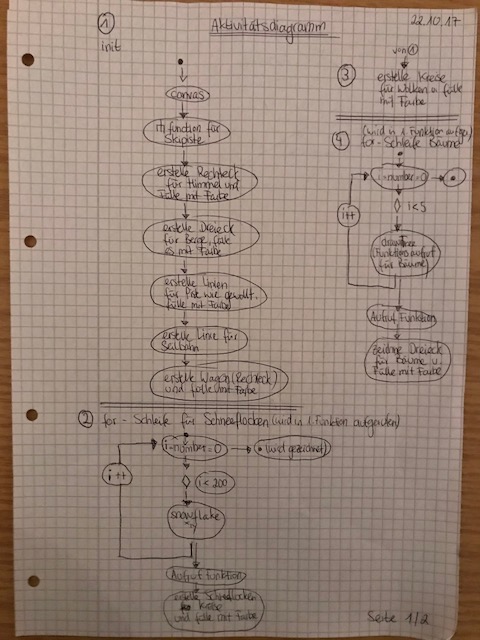 Aktivitätsdiagramm
22.10.17
①
init
canvas
function für
Skipiste
erstelle Rechteck
für Himmel und
fülle mit Farbe
erstelle Dreieck
für Berge, fülle
es mit Farbe
erstelle Linien
für Piste wie gewollt.
fülle mit Farbe
erstelle Linie für
Seilbahn
erstelle Wagen (Rechteck)
und fülle mit Farbe
② for - Schleife für Schneeflocken (wird in 1. Funktion aufgerufen)
i=number=0
(wird gezeichnet)
i++
i<200
snowflake
Aufruf Funktion
erstelle Schneeflocken
Kreise
und fülle mit Farbe
von ①
③
erstelle Kreise
für Wolken u. fülle
mit Farbe
④
(wird in 1. Funktion aufger.)
for - Schleife Bäume
i=number=0
i++
i<5
(Funktionsaufruf
für Bäume)
Aufruf Funktion
zeichne Dreieck
für Bäume u.
fülle mit Farbe
Seite 1/2